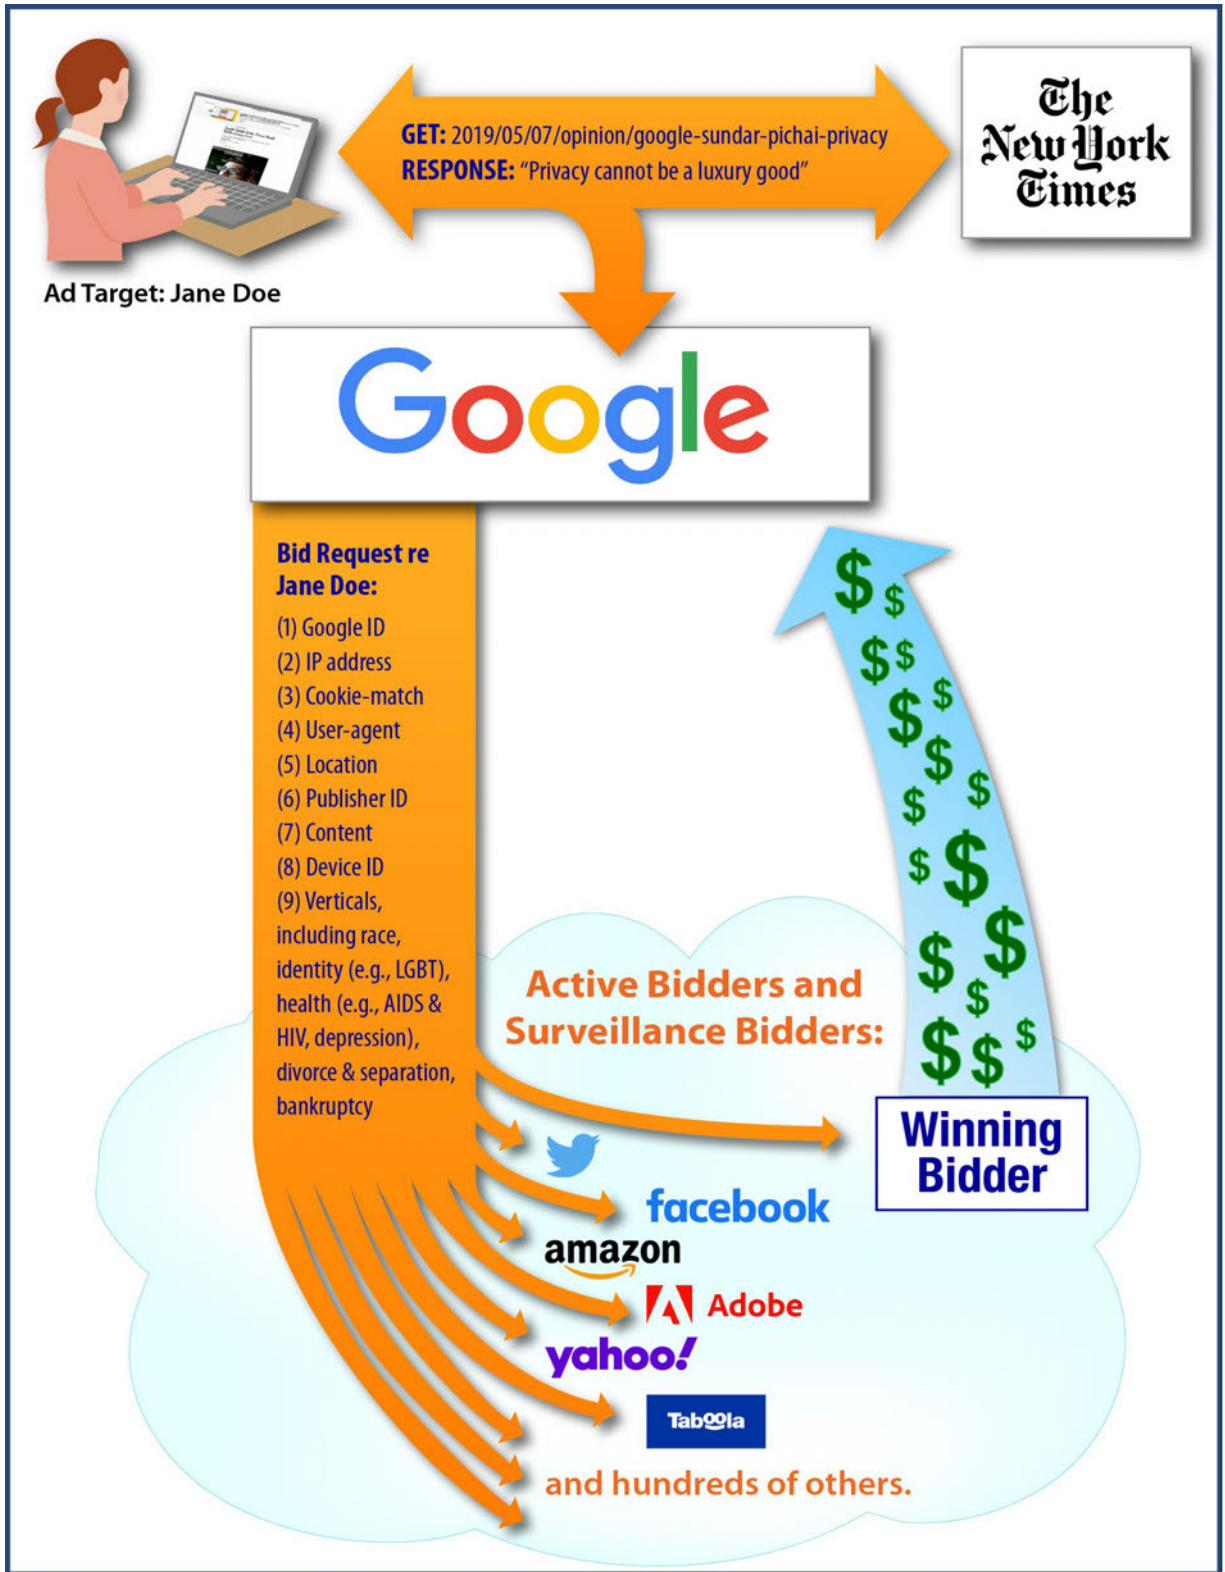 GET: 2019/05/07/opinion/google-sundar-pichai-privacy
RESPONSE: “Privacy cannot be a luxury good”
The
New York
Times
Ad Target: Jane Doe
Google
Bid Request re
Jane Doe:
(1) Google ID
(2) IP address
(3) Cookie-match
(4) User-agent
(5) Location
(6) Publisher ID
(7) Content
(8) Device ID
(9) Verticals,
including race,
identity (e.g., LGBT),
health (e.g., AIDS &
HIV, depression),
divorce & separation,
bankruptcy
$ $
$ $
$ $
$ $
$ $
$ $
$ $
$ $
$ $ $
Active Bidders and
Surveillance Bidders:
Winning
Bidder
facebook
amazon
Adobe
yahoo!
Taboola
and hundreds of others.